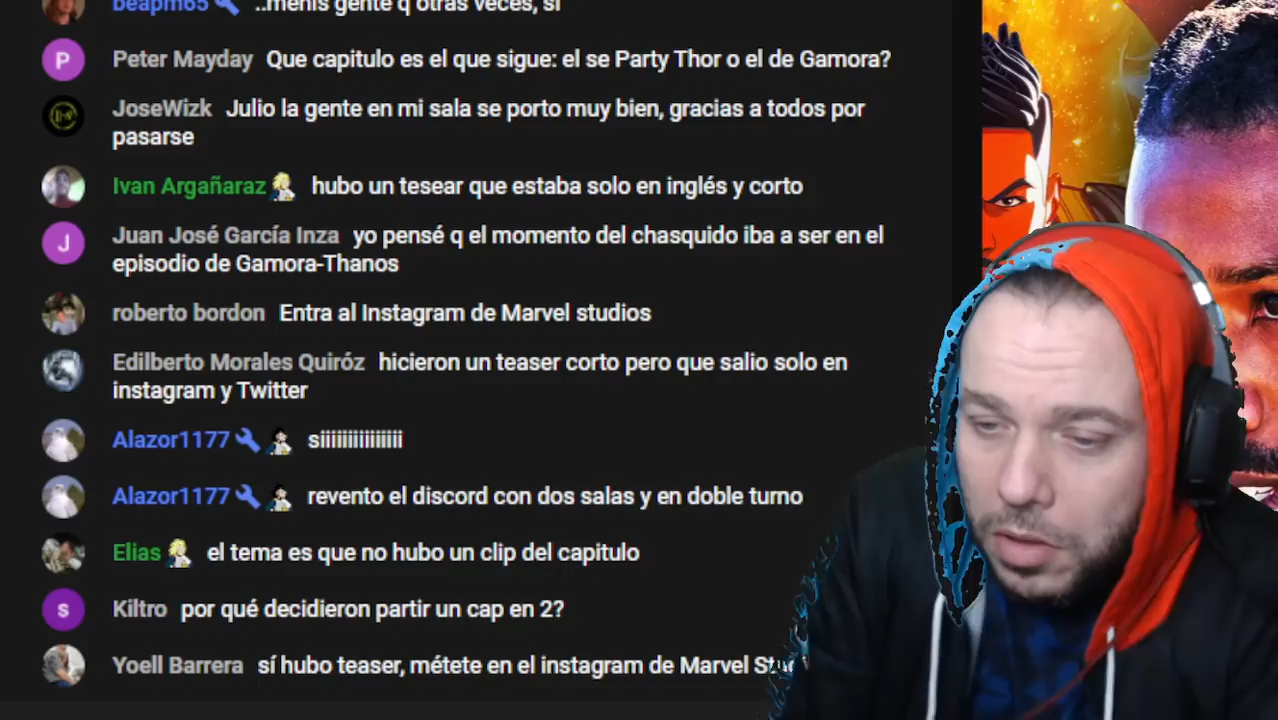 beapm65 ..menis gente q otras veces, si
Peter Mayday Que capitulo es el que sigue: el se Party Thor o el de Gamora?
JoseWizk Julio la gente en mi sala se porto muy bien, gracias a todos por
pasarse
Ivan Argañaraz hubo un tesear que estaba solo en inglés y corto
Juan José García Inza yo pensé q el momento del chasquido iba a ser en el
episodio de Gamora-Thanos
roberto bordon Entra al Instagram de Marvel studios
Edilberto Morales Quiróz hicieron un teaser corto pero que salio solo en
instagram y Twitter
Alazor1177 siiiiiiiiiiiiii
Alazor1177 revento el discord con dos salas y en doble turno
Elias el tema es que no hubo un clip del capitulo
Kiltro por qué decidieron partir un cap en 2?
Yoell Barrera sí hubo teaser, métete en el instagram de Marvel